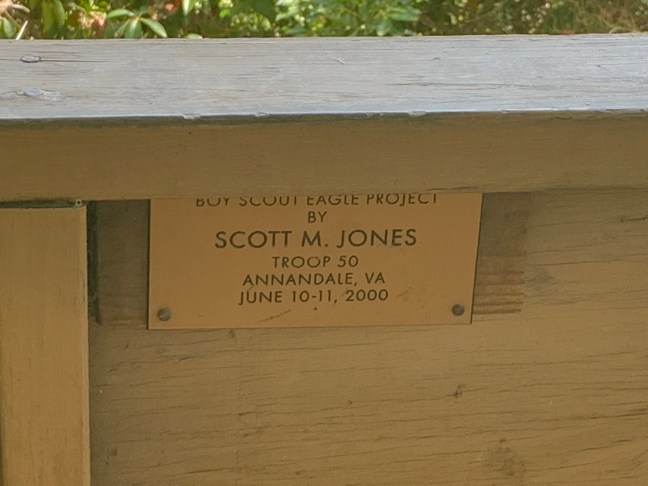 BOY SCOUT EAGLE PROJECT
BY
SCOTT M. JONES
TROOP 50
ANNANDALE, VA
JUNE 10-11, 2000